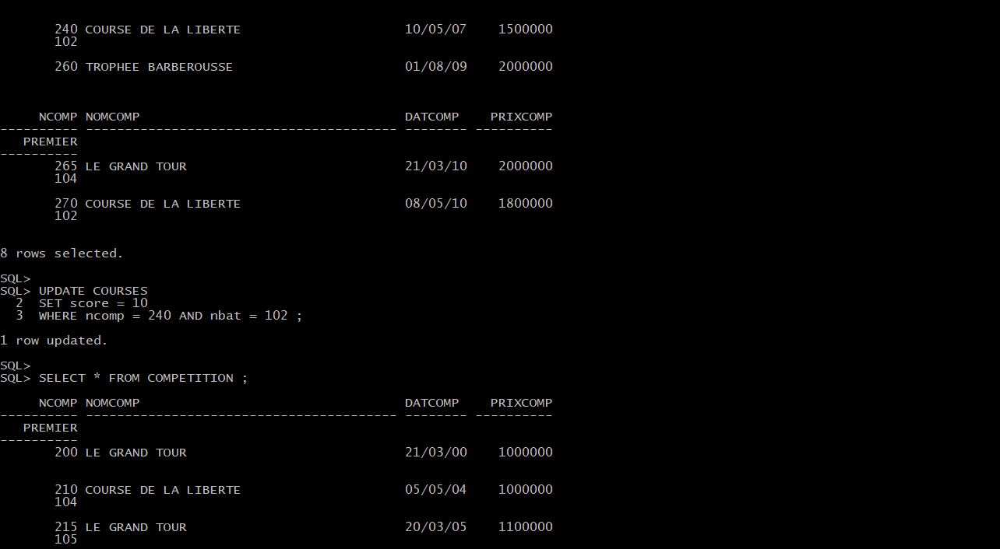 240 COURSE DE LA LIBERTE 10/05/07 1500000
102
260 TROPHEE BARBEROUSSE 01/08/09 2000000
NCOMP NOMCOMP DATCOMP PRIXCOMP
---------- ---------------------------------------- -------- ----------
PREMIER
----------
265 LE GRAND TOUR 21/03/10 2000000
104
270 COURSE DE LA LIBERTE 08/05/10 1800000
102
8 rows selected.
SQL>
SQL> UPDATE COURSES
2 SET score = 10
3 WHERE ncomp = 240 AND nbat = 102 ;
1 row updated.
SQL>
SQL> SELECT * FROM COMPETITION ;
NCOMP NOMCOMP DATCOMP PRIXCOMP
---------- ---------------------------------------- -------- ----------
PREMIER
----------
200 LE GRAND TOUR 21/03/00 1000000
210 COURSE DE LA LIBERTE 05/05/04 1000000
104
215 LE GRAND TOUR 20/03/05 1100000
105